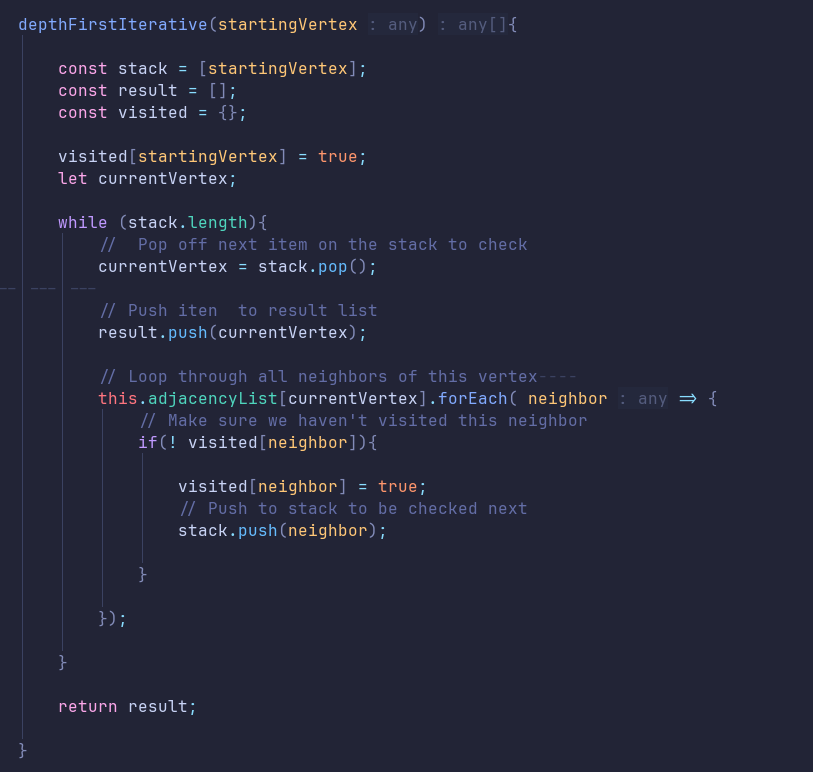 depthFirstIterative(startingVertex : any) : any[]{
const stack = [startingVertex];
const result = [];
const visited = {};
visited[startingVertex] = true;
let currentVertex;
while (stack.length){
//  Pop off next item on the stack to check
currentVertex = stack.pop();
// Push iten  to result list
result.push(currentVertex);
// Loop through all neighbors of this vertex----
this.adjacencyList[currentVertex].forEach( neighbor : any => {
// Make sure we haven't visited this neighbor
if(! visited[neighbor]){
visited[neighbor] = true;
// Push to stack to be checked next
stack.push(neighbor);
}
});
}
return result;
}